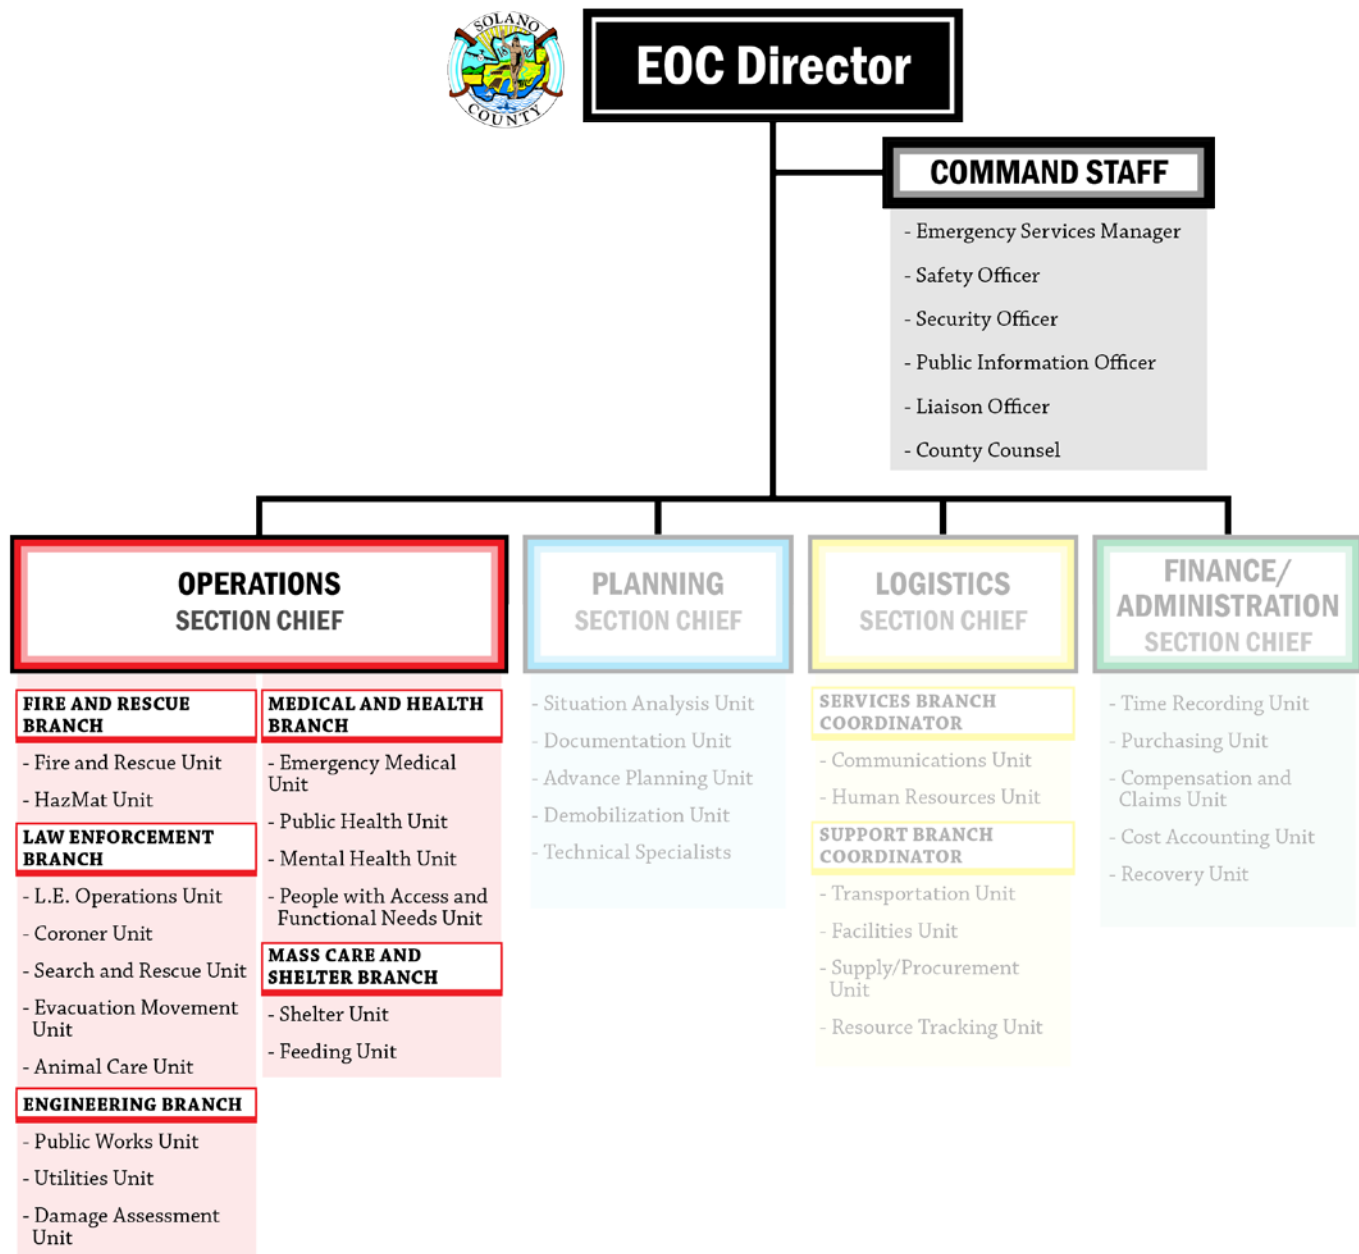 SOLANO
COUNTY
EOC Director
COMMAND STAFF
- Emergency Services Manager
- Safety Officer
- Security Officer
- Public Information Officer
- Liaison Officer
- County Counsel
OPERATIONS
SECTION CHIEF
FIRE AND RESCUE
BRANCH
- Fire and Rescue Unit
- HazMat Unit
LAW ENFORCEMENT
BRANCH
- L.E. Operations Unit
- Coroner Unit
- Search and Rescue Unit
- Evacuation Movement
Unit
- Animal Care Unit
ENGINEERING BRANCH
- Public Works Unit
- Utilities Unit
- Damage Assessment
Unit
MEDICAL AND HEALTH
BRANCH
- Emergency Medical
Unit
- Public Health Unit
- Mental Health Unit
- People with Access and
Functional Needs Unit
MASS CARE AND
SHELTER BRANCH
- Shelter Unit
- Feeding Unit
PLANNING
SECTION CHIEF
- Situation Analysis Unit
- Documentation Unit
- Advance Planning Unit
- Demobilization Unit
- Technical Specialists
LOGISTICS
SECTION CHIEF
SERVICES BRANCH
COORDINATOR
- Communications Unit
- Human Resources Unit
SUPPORT BRANCH
COORDINATOR
- Transportation Unit
- Facilities Unit
- Supply/Procurement
Unit
- Resource Tracking Unit
FINANCE/
ADMINISTRATION
SECTION CHIEF
- Time Recording Unit
- Purchasing Unit
- Compensation and
Claims Unit
- Cost Accounting Unit
- Recovery Unit